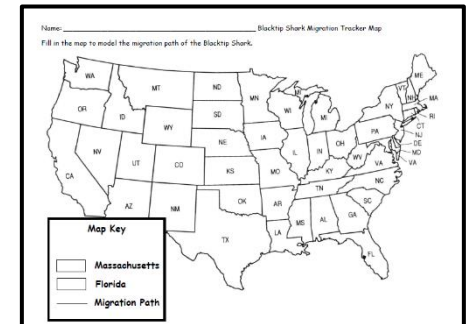 Name: ____________________ Blacktip Shark Migration Tracker Map
Fill in the map to model the migration path of the Blacktip Shark.
WA
MT
ND
MN
ME
VT
NH
MA
OR
ID
SD
WI
MI
MI
NY
RI
CT
WY
IA
PA
NJ
DE
NV
NE
IL
IN
OH
MD
UT
CO
KS
MO
WV
VA
VA
CA
KY
NC
AZ
NM
OK
AR
TN
SC
MS
AL
GA
TX
LA
FL
Map Key
Massachusetts
Florida
Migration Path